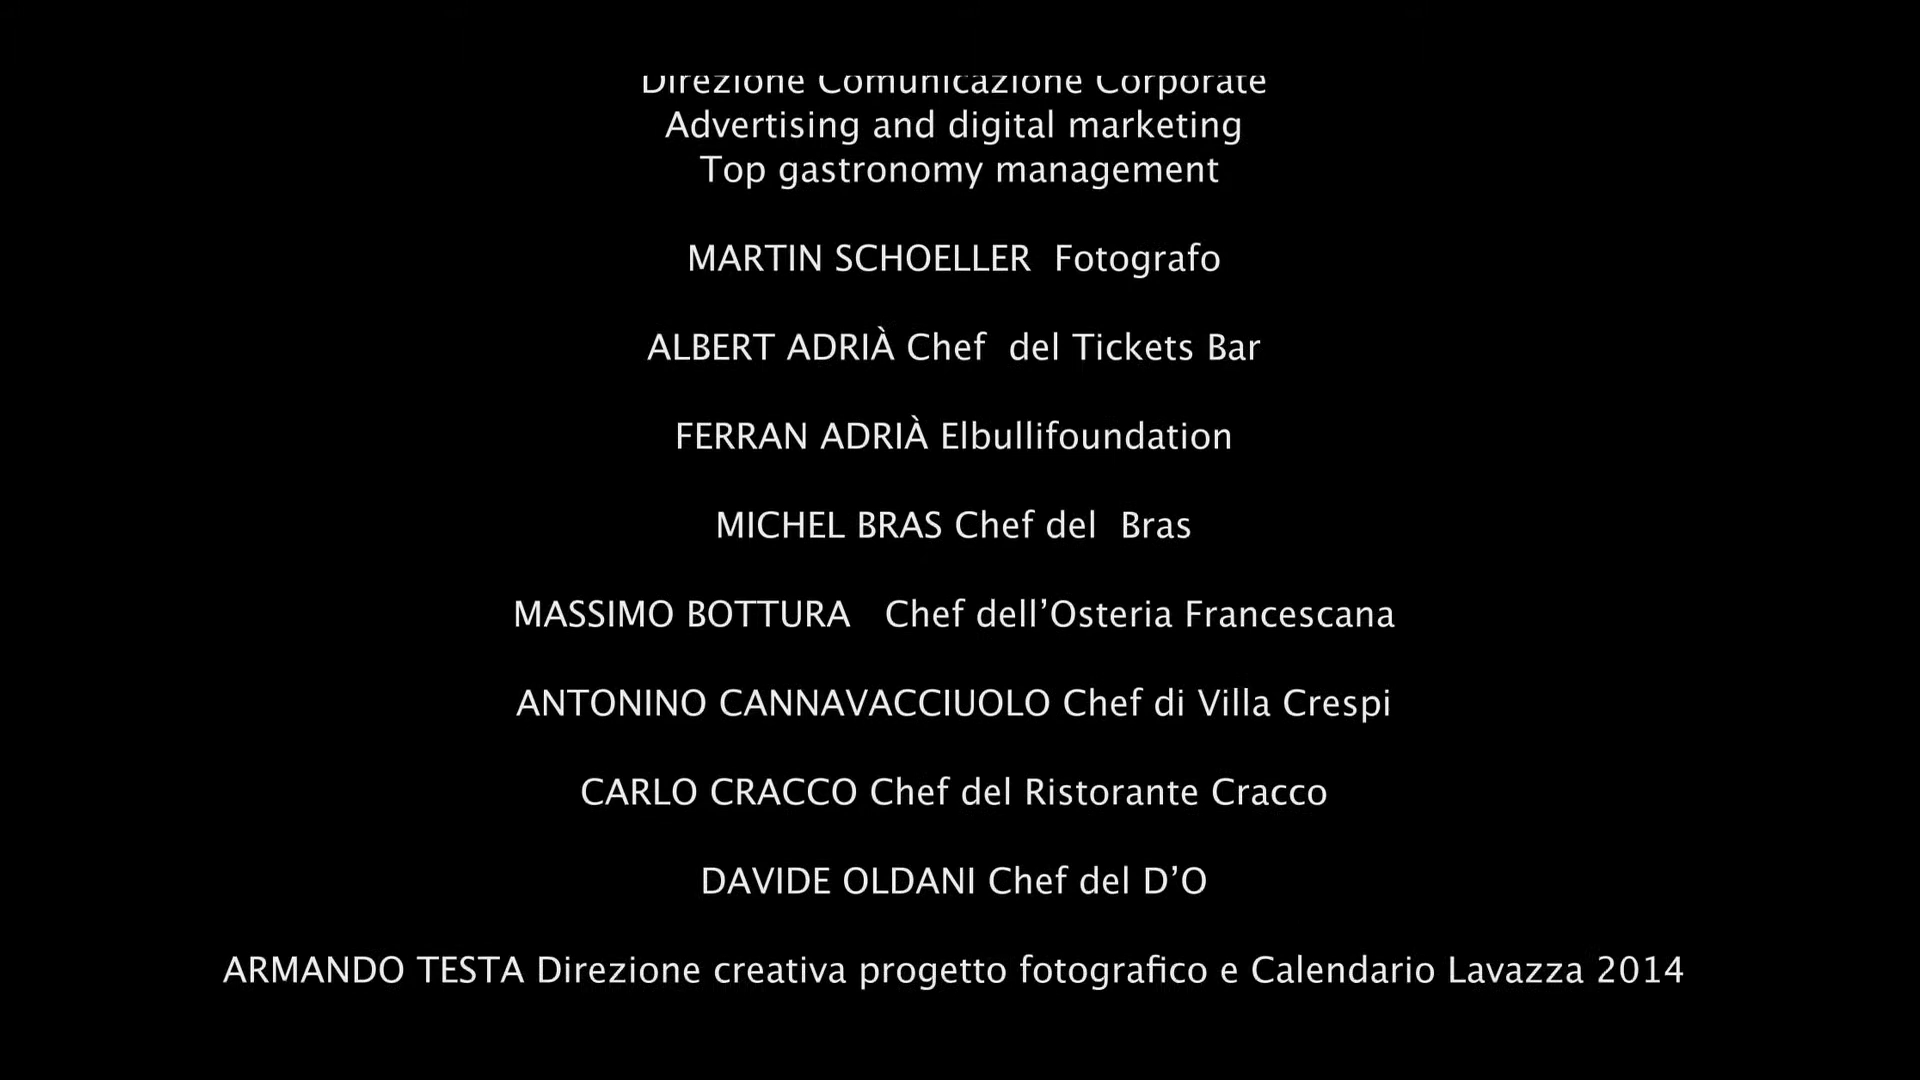 Direzione Comunicazione Corporate
Advertising and digital marketing
Top gastronomy management
MARTIN SCHOELLER  Fotografo
ALBERT ADRIÀ Chef  del Tickets Bar
FERRAN ADRIÀ Elbullifoundation
MICHEL BRAS Chef del  Bras
MASSIMO BOTTURA   Chef dell’Osteria Francescana
ANTONINO CANNAVACCIUOLO Chef di Villa Crespi
CARLO CRACCO Chef del Ristorante Cracco
DAVIDE OLDANI Chef del D’O
ARMANDO TESTA Direzione creativa progetto fotografico e Calendario Lavazza 2014